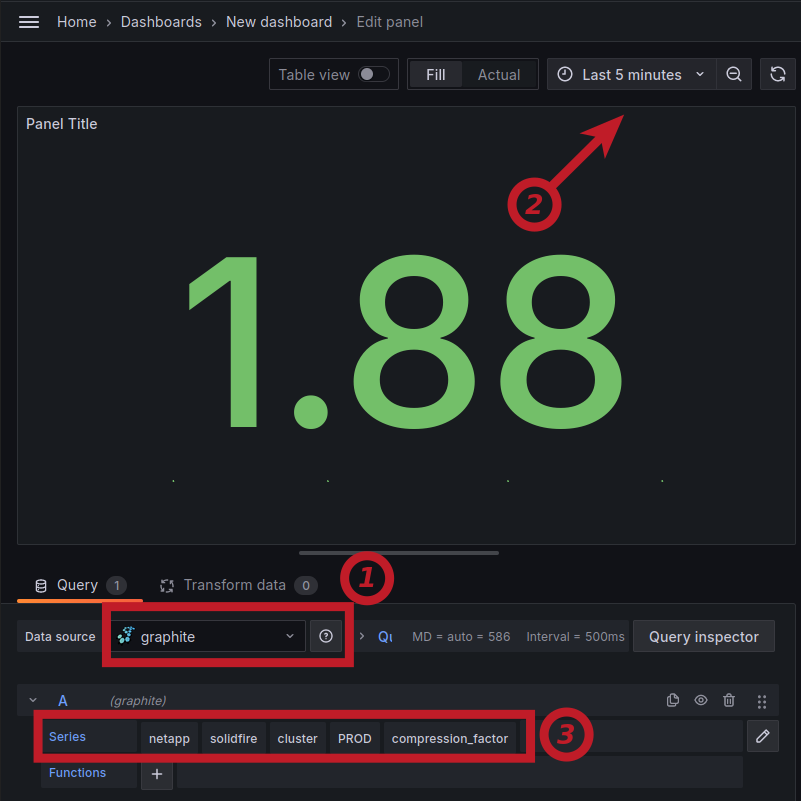 Home › Dashboards › New dashboard › Edit panel
Table view Fill Actual Last 5 minutes
Panel Title
2
1.88
1
Query 1 Transform data 0
Data source graphite Qu MD = auto = 586 Interval = 500ms Query inspector
A (graphite)
Series netapp solidfire cluster PROD compression_factor 3
Functions +